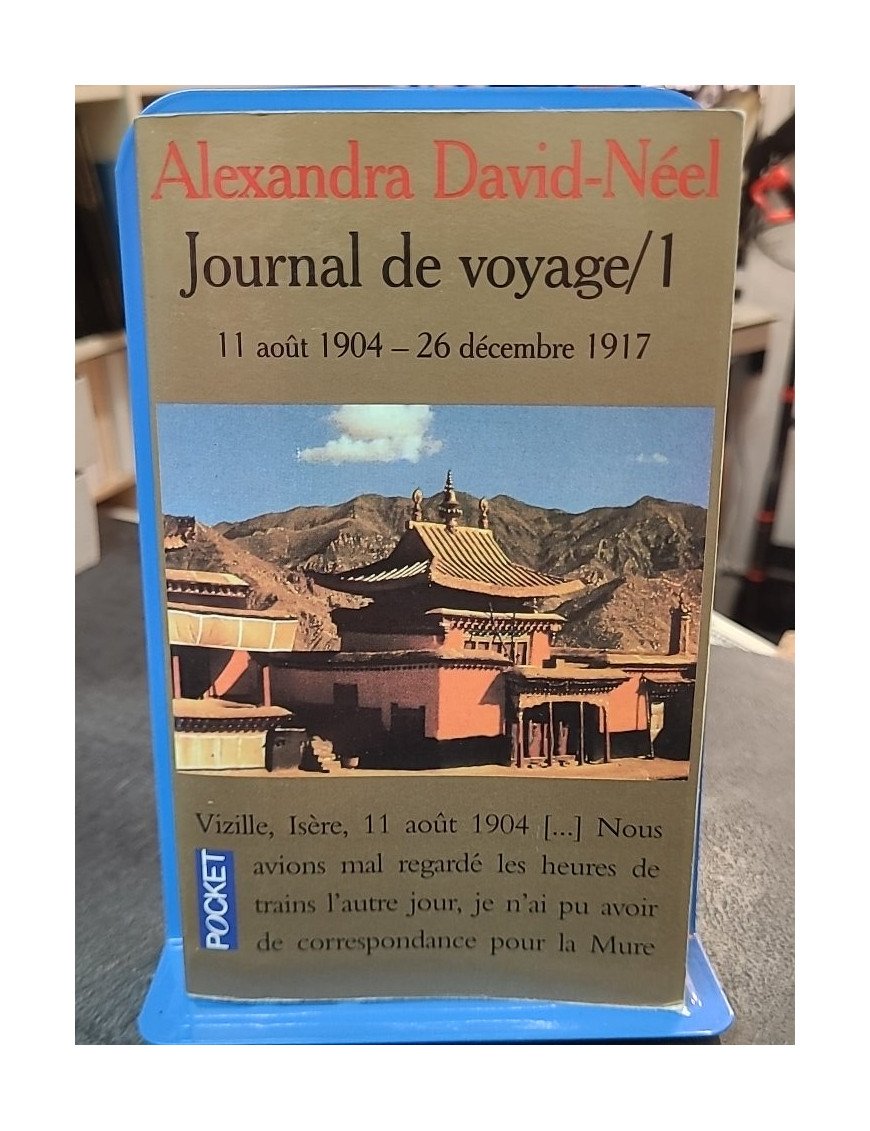 Alexandra David-Néel
Journal de voyage/1
11 août 1904 – 26 décembre 1917
Vizille, Isère, 11 août 1904 [...] Nous
avions mal regardé les heures de
trains l'autre jour, je n'ai pu avoir
de correspondance pour la Mure
POCKET